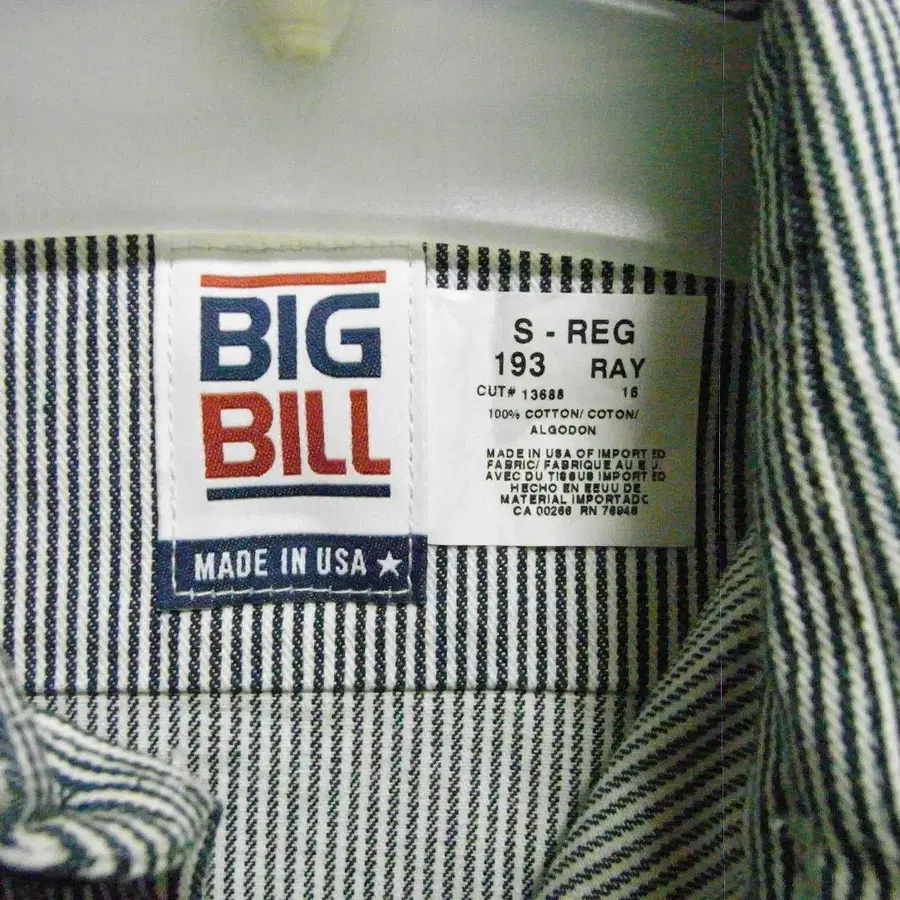 BIG
BILL
MADE IN USA
S - REG
193 RAY
CUT# 13688 16
100% COTTON/ COTON/
ALGODON
MADE IN USA OF IMPORTED
FABRIC/ FABRIQUE AU E.U.
AVEC DU TISSUS IMPORTED
HECHO EN EEUU DE
MATERIAL IMPORTADO
CA 00266 RN 76948